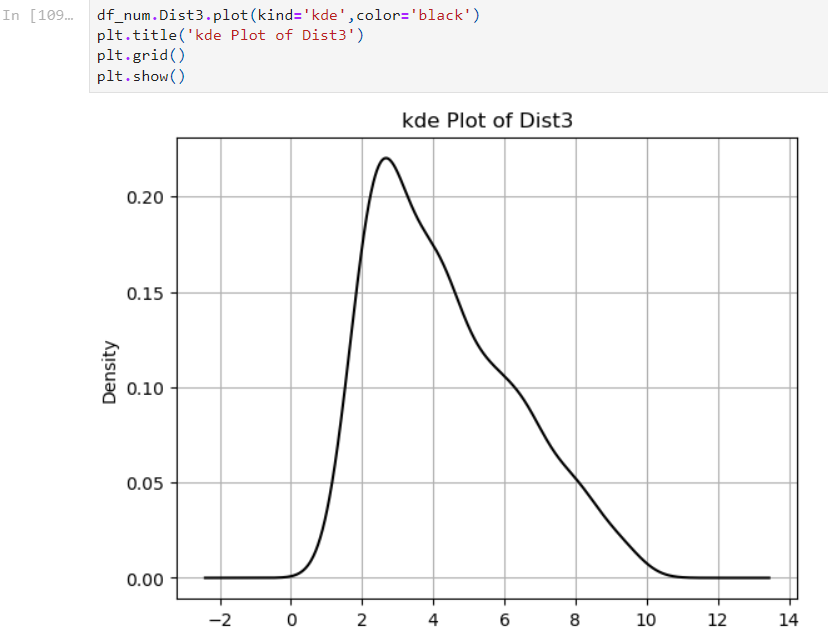 In [109…
df_num.Dist3.plot(kind='kde',color='black')
plt.title('kde Plot of Dist3')
plt.grid()
plt.show()
kde Plot of Dist3
0.20
0.15
0.10
0.05
0.00
Density
−2 0 2 4 6 8 10 12 14